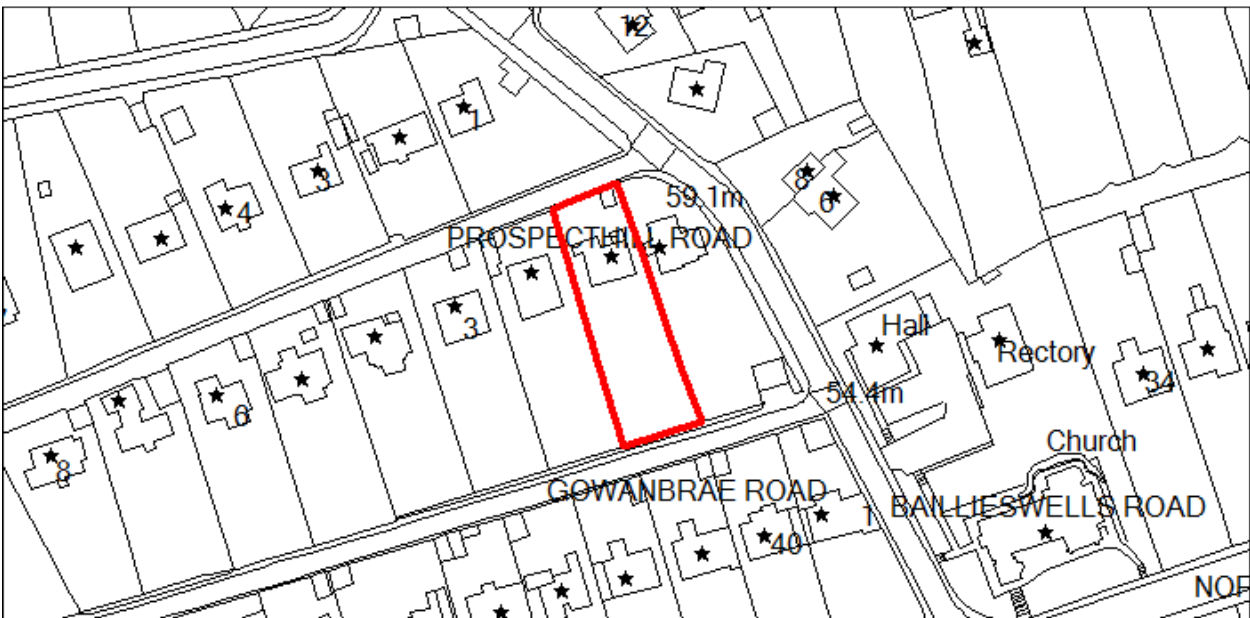 12
1
3
4
8
6
59.1m
PROSPECTHILL ROAD
3
Hall
Rectory
34
54.4m
6
8
Church
GOWANBRAE ROAD
BAILLIESWELLS ROAD
1
40
NOR